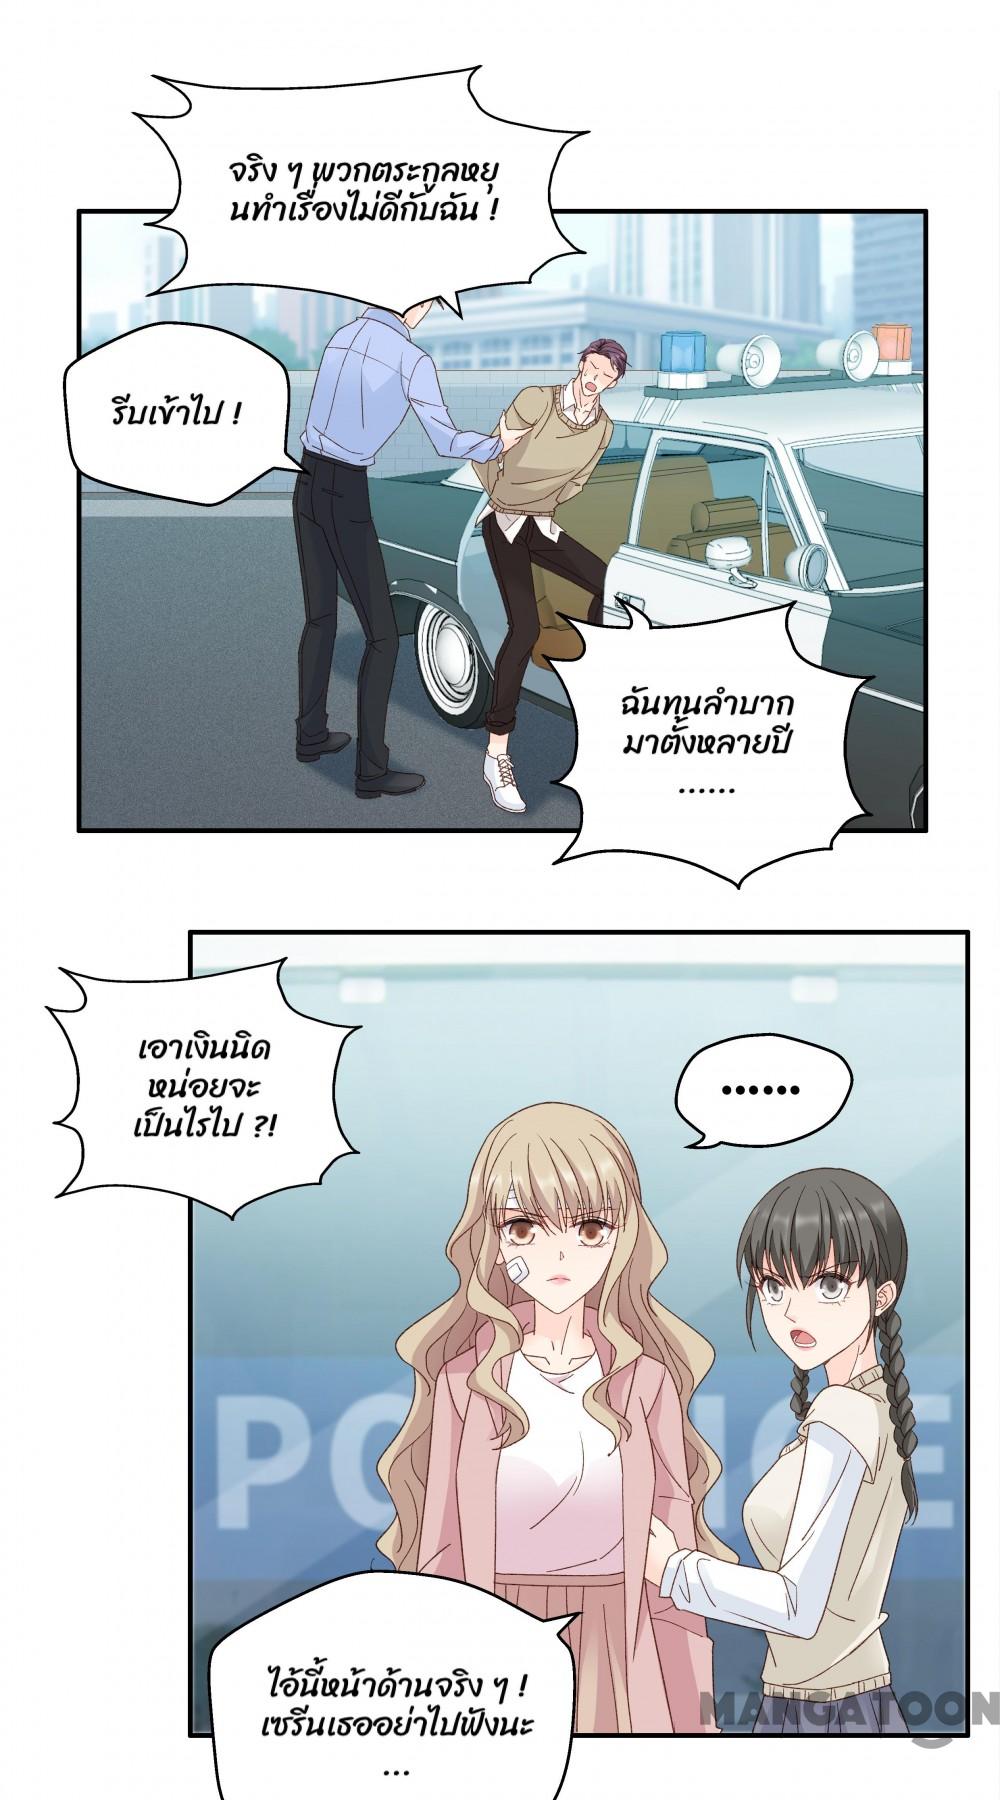 จริง ๆ พวกตระกูลหยุ
นทำเรื่องไม่ดีกับฉัน !
รีบเข้าไป !
ฉันทนลำบาก
มาตั้งหลายปี
......
เอาเงินนิด
หน่อยจะ
เป็นไรไป ?!
......
POLICE
ไอ้นี้หน้าด้านจริง ๆ !
เซรีนเธออย่าไปฟังนะ
...
MANGATOON